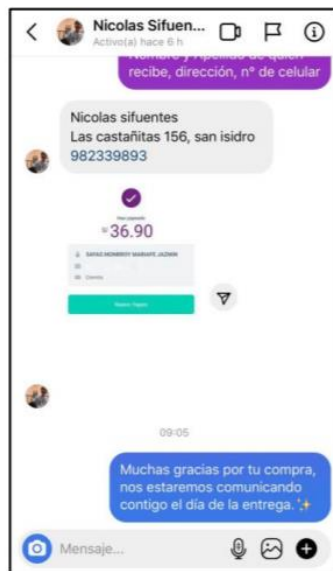 Nicolas Sifuen...
Activo(a) hace 6 h
Nombre y Apellido de quien
recibe, dirección, n° de celular
Nicolas sifuentes
Las castañitas 156, san isidro
982339893
S/ 36.90
MARIAFE JAZMIN
09:05
Muchas gracias por tu compra,
nos estaremos comunicando
contigo el día de la entrega.✨
Mensaje...